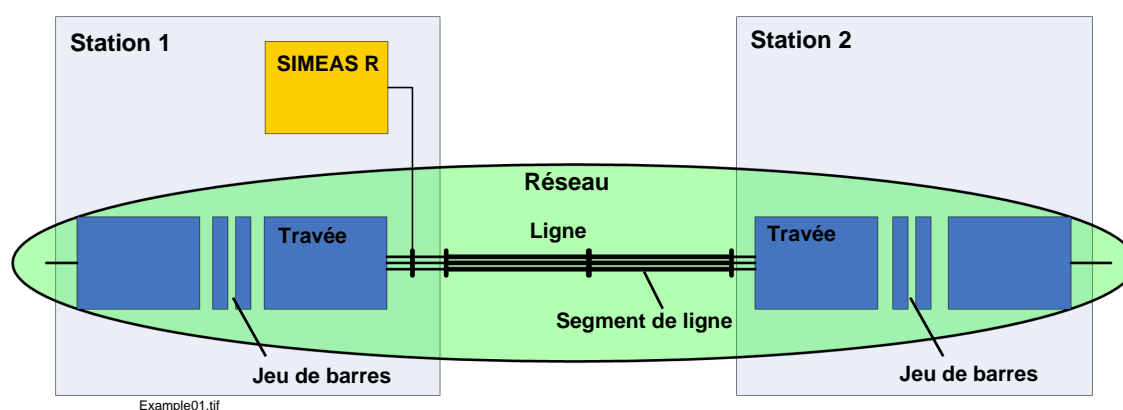 Station 1
Station 2
SIMEAS R
Réseau
Travée
Ligne
Travée
Segment de ligne
Jeu de barres
Jeu de barres
Example01.tif